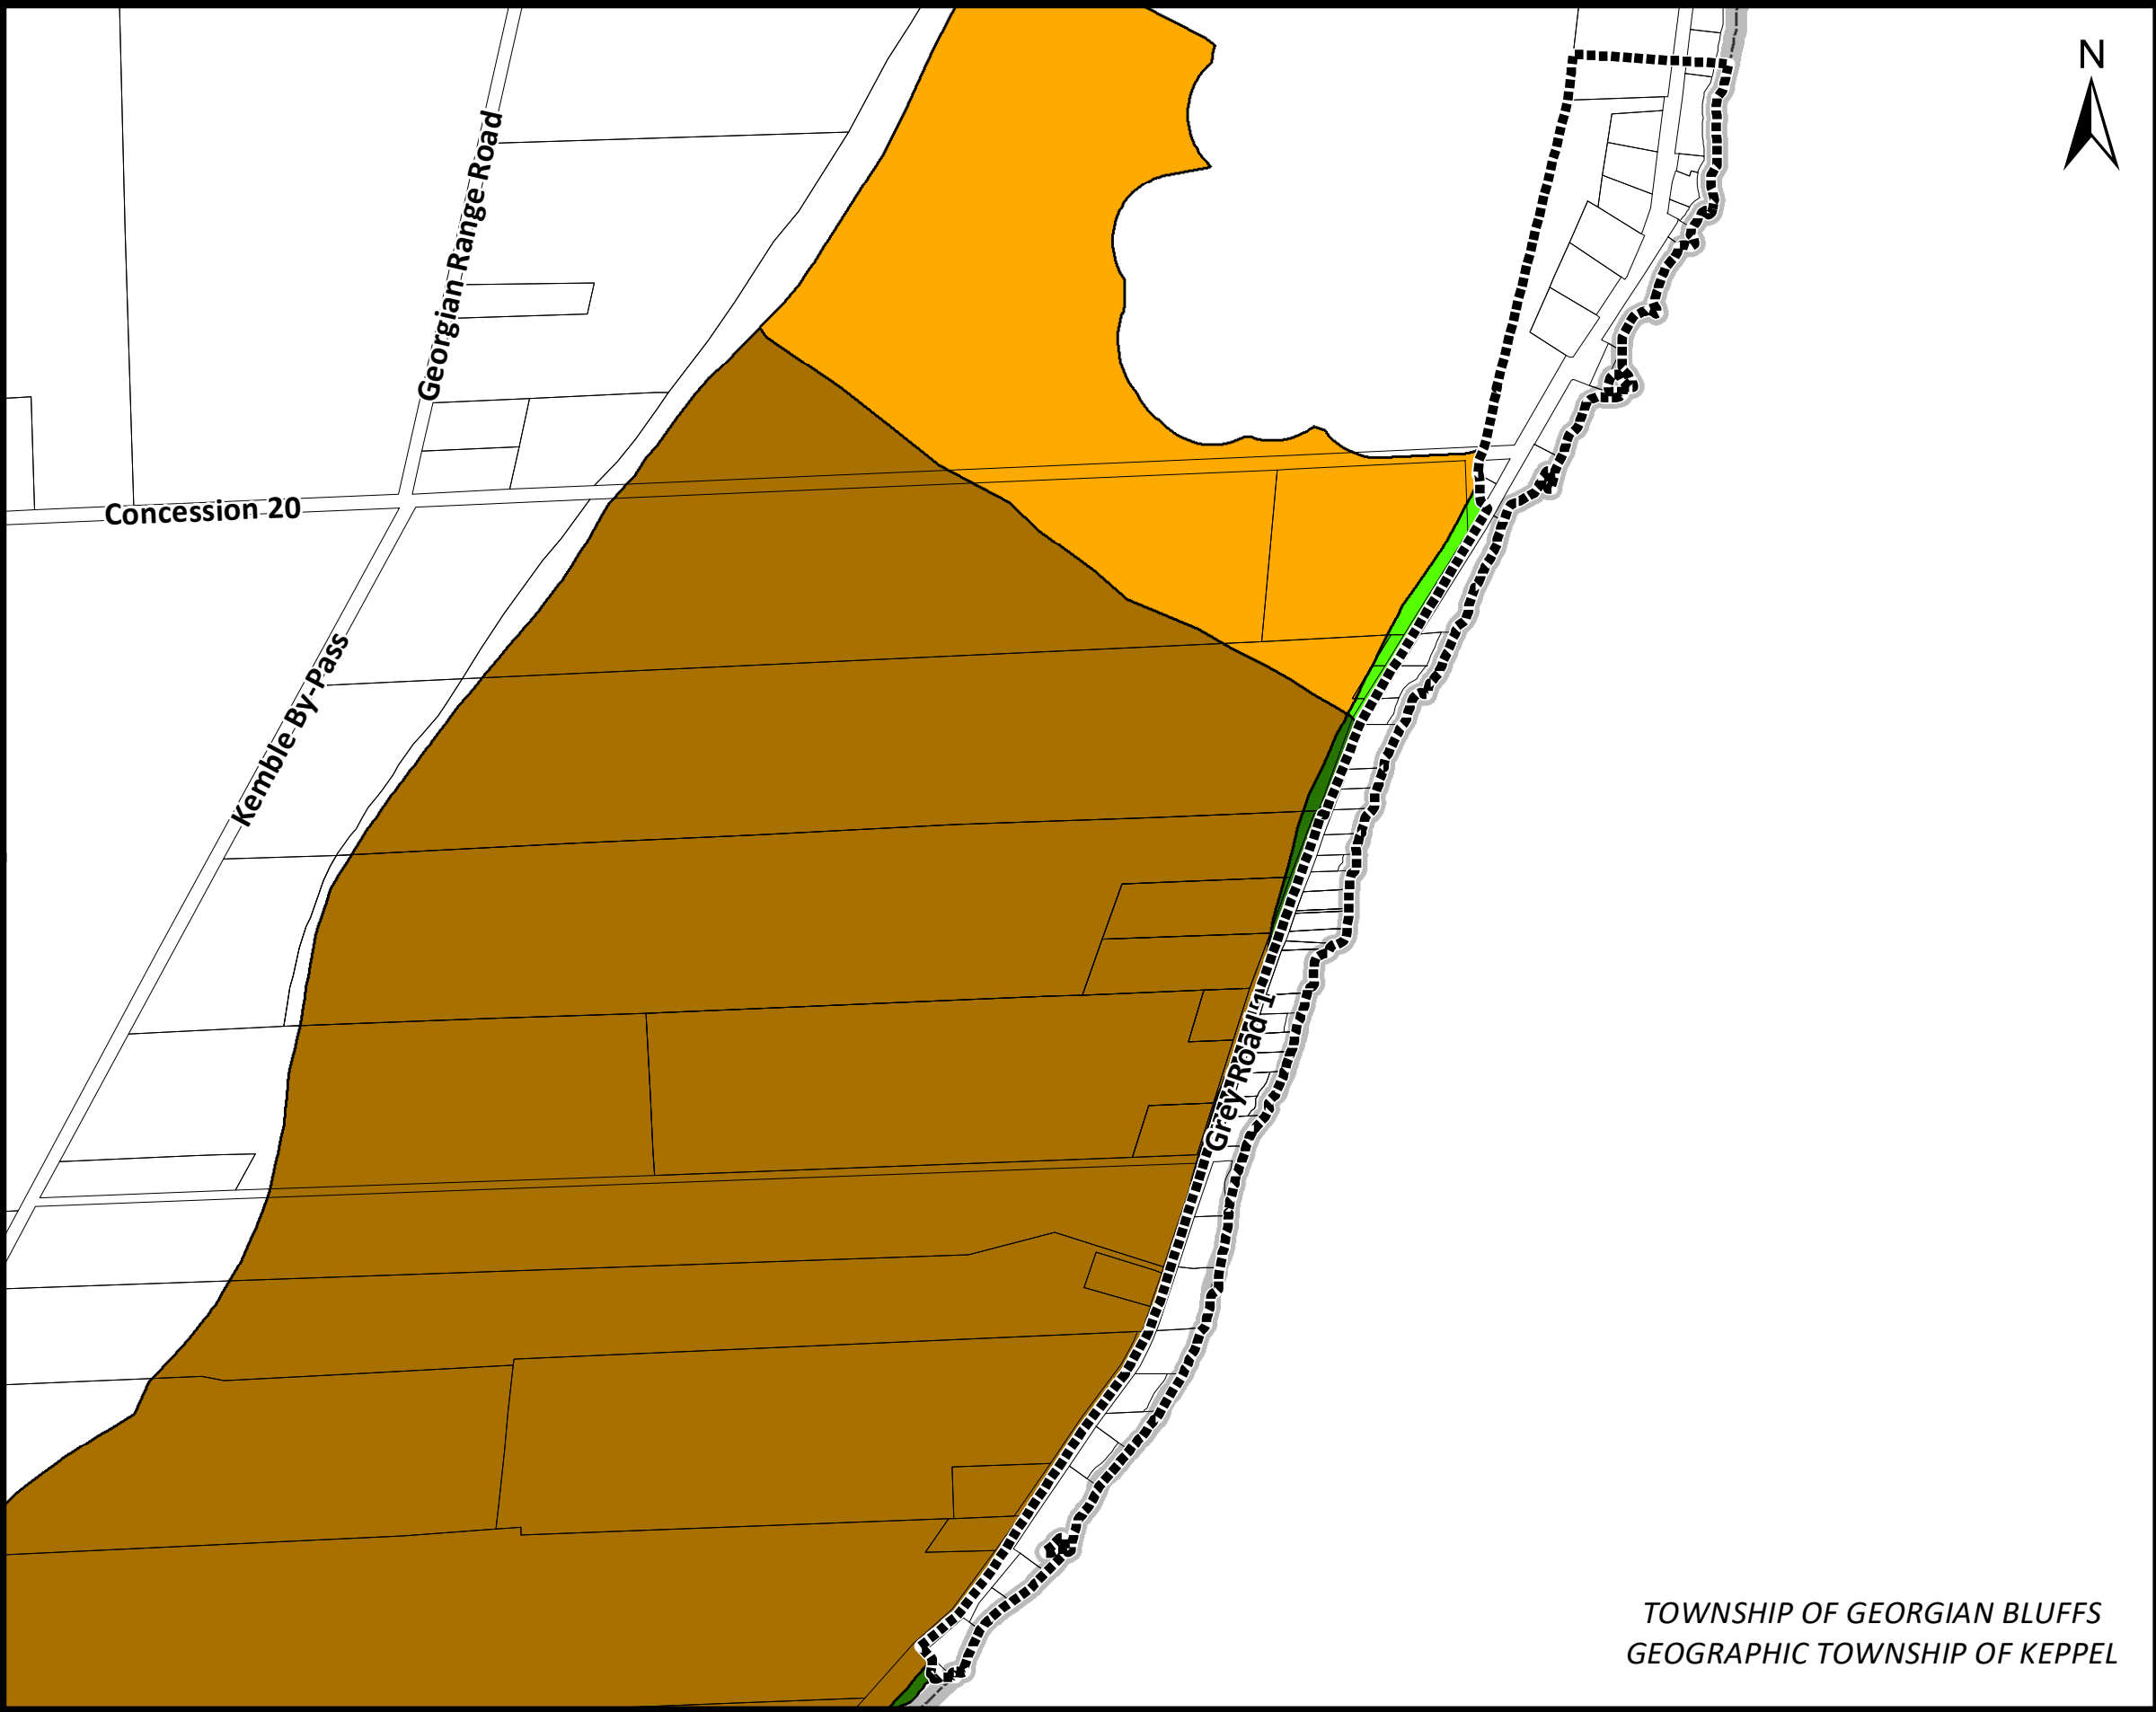 N
Georgian Range Road
Concession 20
Kemble By-Pass
Grey Road 1
TOWNSHIP OF GEORGIAN BLUFFS
GEOGRAPHIC TOWNSHIP OF KEPPEL